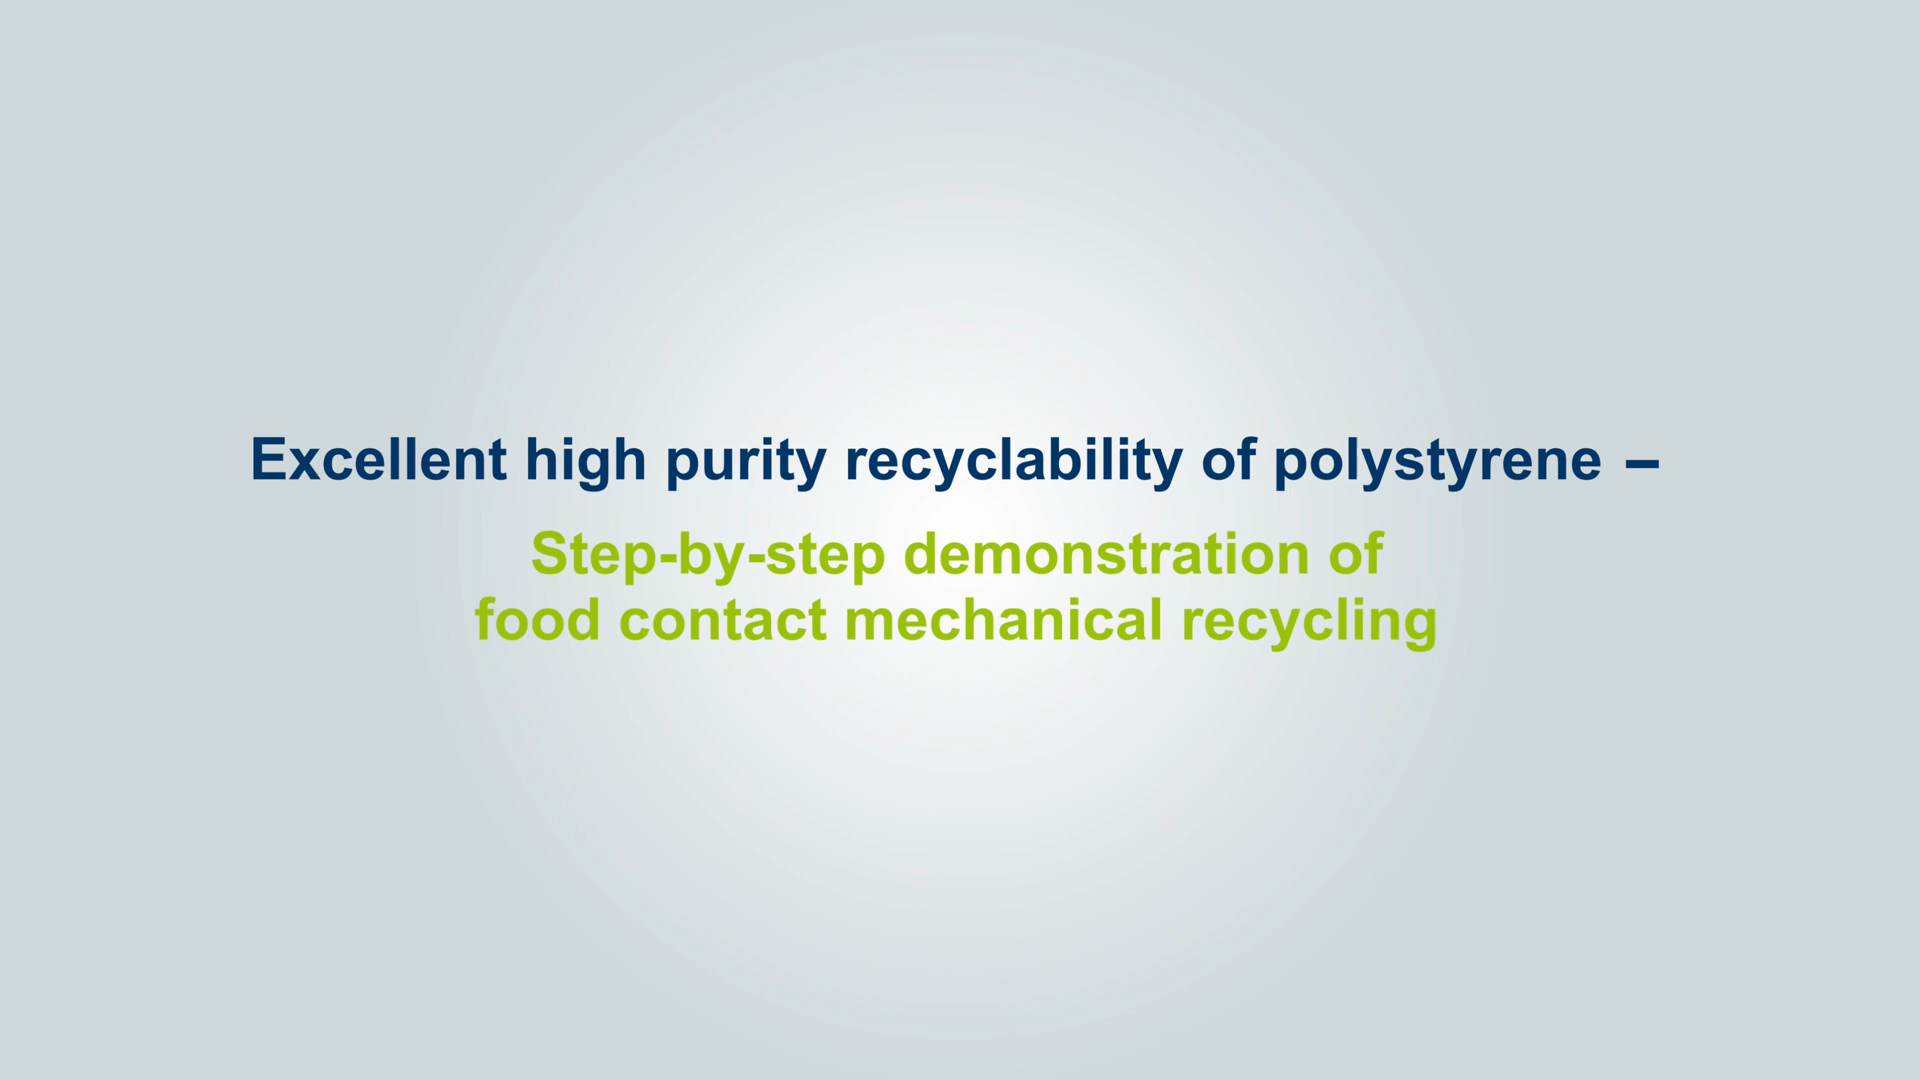 Excellent high purity recyclability of polystyrene –
Step-by-step demonstration of
food contact mechanical recycling